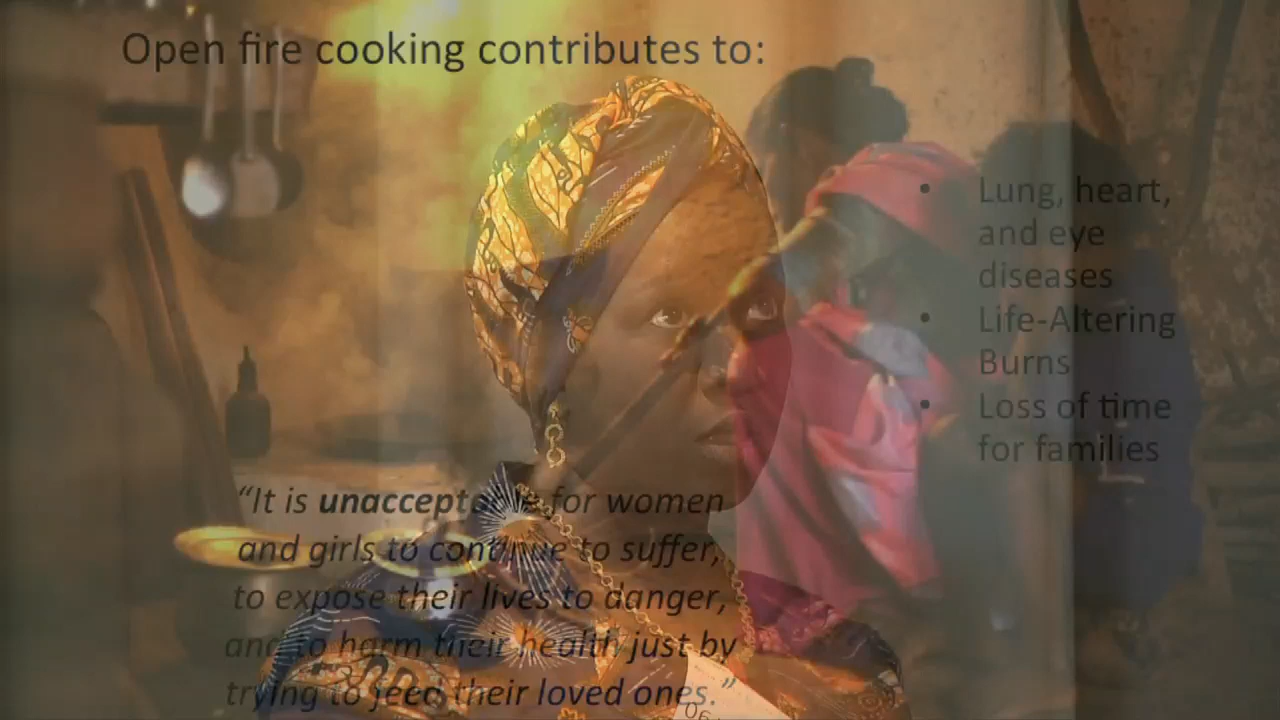 Open fire cooking contributes to:
• Lung, heart,
and eye
diseases
• Life-Altering
Burns
• Loss of time
for families
“It is unacceptable for women
and girls to continue to suffer,
to expose their lives to danger,
and to harm their health just by
trying to feed their loved ones.”